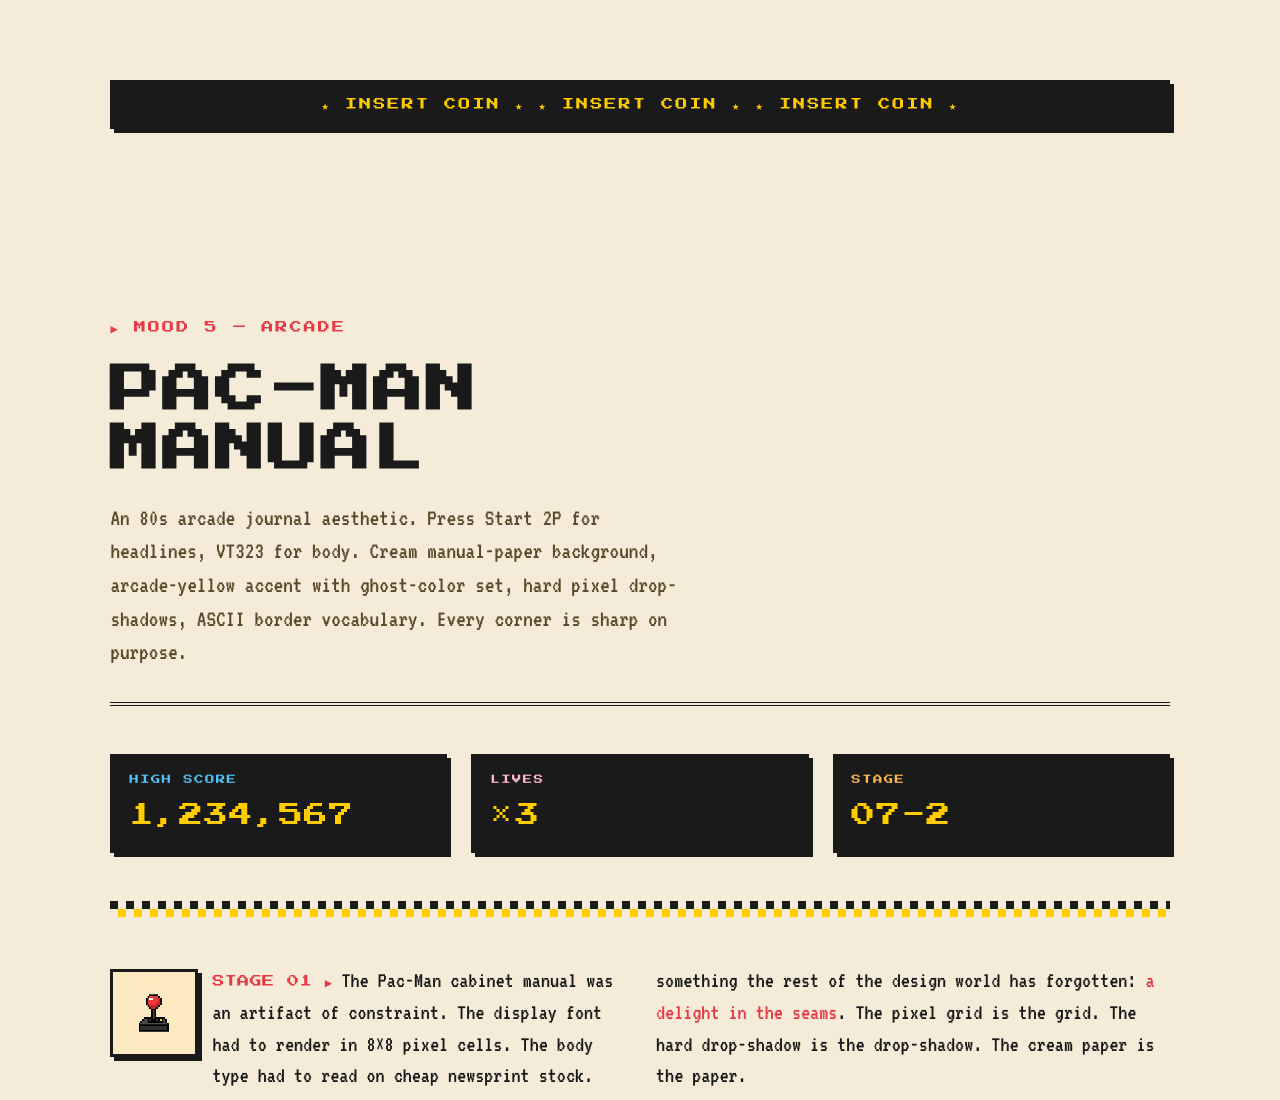 ★ INSERT COIN ★ ★ INSERT COIN ★ ★ INSERT COIN ★
▶ MOOD 5 — ARCADE
PAC-MAN
MANUAL
An 80s arcade journal aesthetic. Press Start 2P for
headlines, VT323 for body. Cream manual-paper background,
arcade-yellow accent with ghost-color set, hard pixel drop-
shadows, ASCII border vocabulary. Every corner is sharp on
purpose.
HIGH SCORE
1,234,567
LIVES
×3
STAGE
07-2
STAGE 01 ▶ The Pac-Man cabinet manual was
an artifact of constraint. The display font
had to render in 8×8 pixel cells. The body
type had to read on cheap newsprint stock.
something the rest of the design world has forgotten: a
delight in the seams. The pixel grid is the grid. The
hard drop-shadow is the drop-shadow. The cream paper is
the paper.